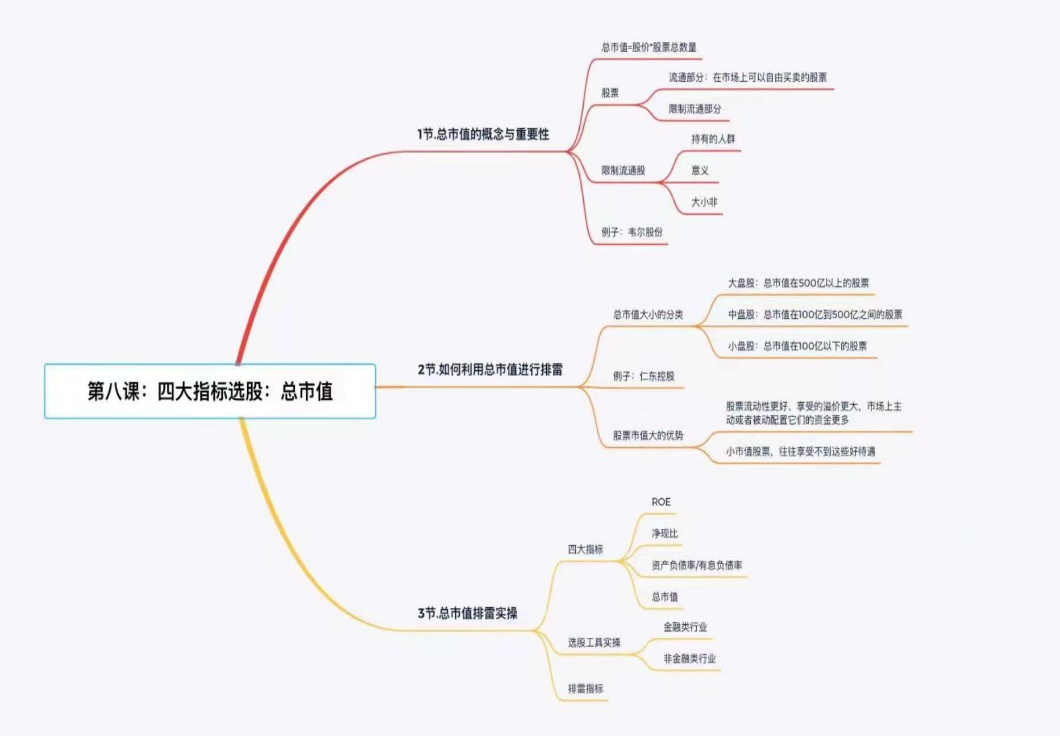 第八课：四大指标选股：总市值
1节.总市值的概念与重要性
总市值=股价*股票总数量
股票
流通部分：在市场上可以自由买卖的股票
限制流通部分
限制流通股
持有的人群
意义
大小非
例子：韦尔股份
2节.如何利用总市值进行排雷
总市值大小的分类
大盘股：总市值在500亿以上的股票
中盘股：总市值在100亿到500亿之间的股票
小盘股：总市值在100亿以下的股票
例子：仁东控股
股票市值大的优势
股票流动性更好、享受的溢价更大，市场上主
动或者被动配置它们的资金更多
小市值股票，往往享受不到这些好待遇
3节.总市值排雷实操
四大指标
ROE
净现比
资产负债率/有息负债率
总市值
选股工具实操
金融类行业
非金融类行业
排雷指标